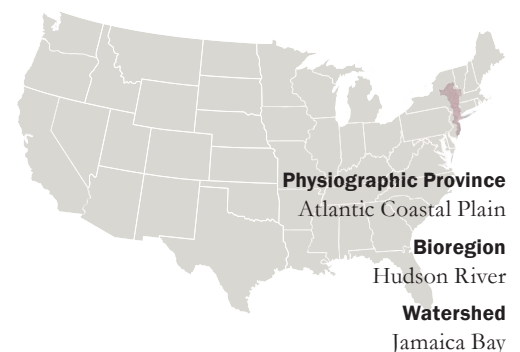 Physiographic Province
Atlantic Coastal Plain
Bioregion
Hudson River
Watershed
Jamaica Bay